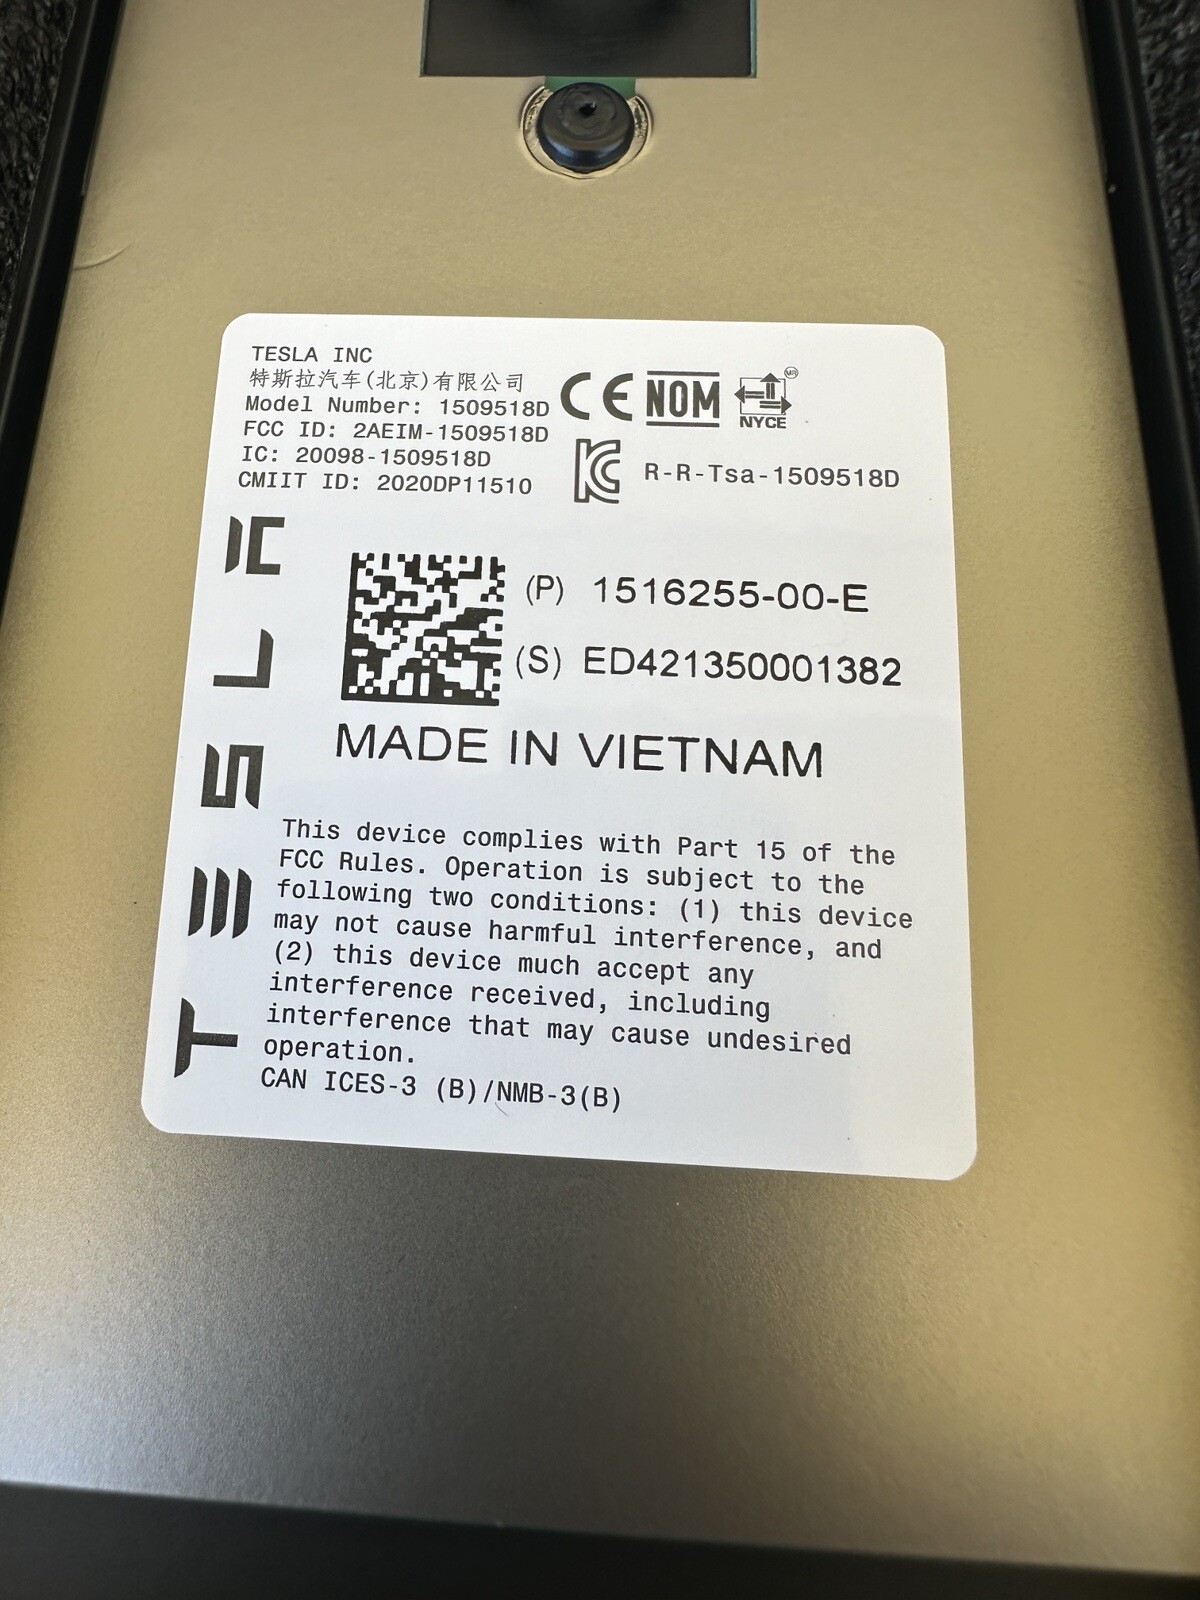 TESLA INC
特斯拉汽车(北京)有限公司
Model Number: 1509518D
FCC ID: 2AEIM-1509518D
IC: 20098-1509518D
CMIIT ID: 2020DP11510
CE NOM NYCE MR
KC R-R-Tsa-1509518D
(P) 1516255-00-E
(S) ED421350001382
MADE IN VIETNAM
TESLA
This device complies with Part 15 of the
FCC Rules. Operation is subject to the
following two conditions: (1) this device
may not cause harmful interference, and
(2) this device much accept any
interference received, including
interference that may cause undesired
operation.
CAN ICES-3 (B)/NMB-3(B)